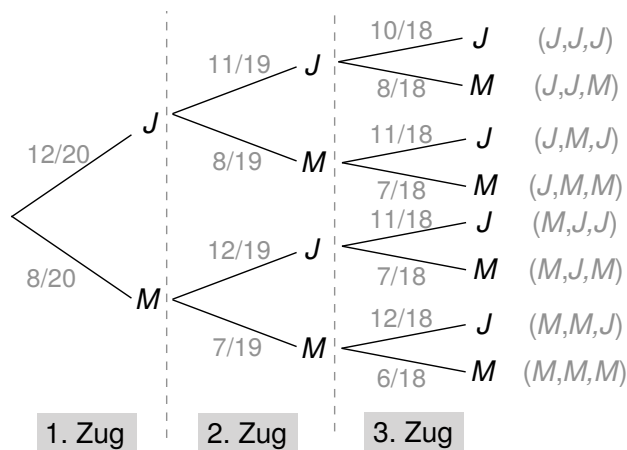 10/18 J (J,J,J)
11/19 J
8/18 M (J,J,M)
J
12/20
11/18 J (J,M,J)
8/19 M
7/18 M (J,M,M)
11/18 J (M,J,J)
12/19 J
7/18 M (M,J,M)
8/20
M
12/18 J (M,M,J)
7/19 M
6/18 M (M,M,M)
1. Zug 2. Zug 3. Zug